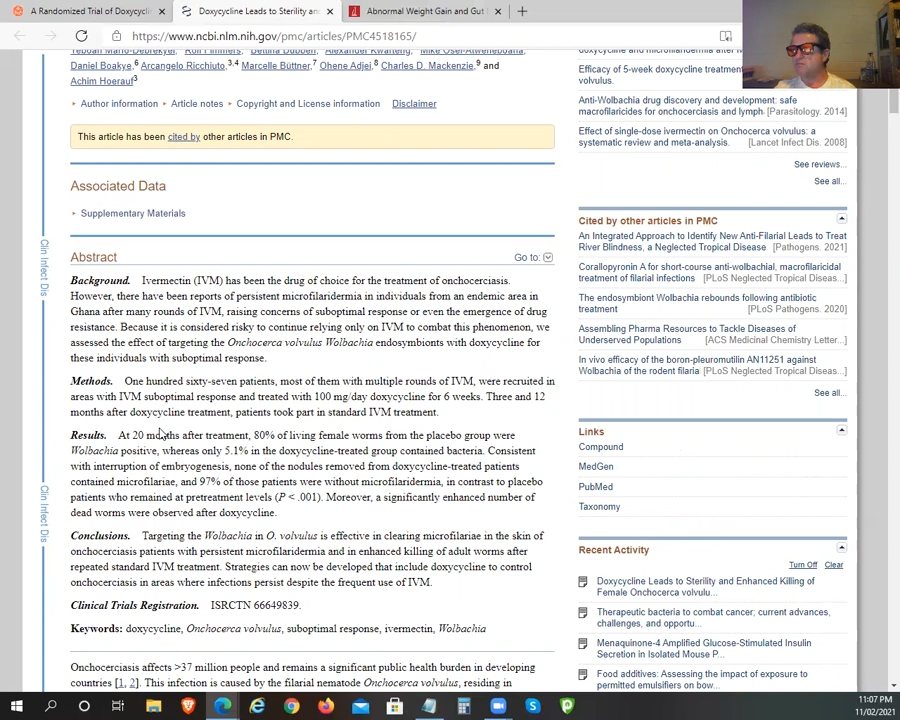 A Randomized Trial of Doxycycli
Doxycycline Leads to Sterility an
Abnormal Weight Gain and Gut
https://www.ncbi.nlm.nih.gov/pmc/articles/PMC4518165/
Daniel Boakye,6 Arcangelo Ricchiuto,3,4 Marcelle Büttner,7 Ohene Adjei,8 Charles D. Mackenzie,9 and
Achim Hoerauf3
Author information
Article notes
Copyright and License information
Disclaimer
This article has been cited by other articles in PMC.
Associated Data
Supplementary Materials
Abstract
Go to:
Background. Ivermectin (IVM) has been the drug of choice for the treatment of onchocerciasis.
However, there have been reports of persistent microfilaridermia in individuals from an endemic area in
Ghana after many rounds of IVM, raising concerns of suboptimal response or even the emergence of drug
resistance. Because it is considered risky to continue relying only on IVM to combat this phenomenon, we
assessed the effect of targeting the Onchocerca volvulus Wolbachia endosymbionts with doxycycline for
these individuals with suboptimal response.
Methods. One hundred sixty-seven patients, most of them with multiple rounds of IVM, were recruited in
areas with IVM suboptimal response and treated with 100 mg/day doxycycline for 6 weeks. Three and 12
months after doxycycline treatment, patients took part in standard IVM treatment.
Results. At 20 months after treatment, 80% of living female worms from the placebo group were
Wolbachia positive, whereas only 5.1% in the doxycycline-treated group contained bacteria. Consistent
with interruption of embryogenesis, none of the nodules removed from doxycycline-treated patients
contained microfilariae, and 97% of those patients were without microfilaridermia, in contrast to placebo
patients who remained at pretreatment levels (P < .001). Moreover, a significantly enhanced number of
dead worms were observed after doxycycline.
Conclusions. Targeting the Wolbachia in O. volvulus is effective in clearing microfilariae in the skin of
onchocerciasis patients with persistent microfilaridermia and in enhanced killing of adult worms after
repeated standard IVM treatment. Strategies can now be developed that include doxycycline to control
onchocerciasis in areas where infections persist despite the frequent use of IVM.
Clinical Trials Registration. ISRCTN 66649839.
Keywords: doxycycline, Onchocerca volvulus, suboptimal response, ivermectin, Wolbachia
Onchocerciasis affects >37 million people and remains a significant public health burden in developing
countries [1, 2]. This infection is caused by the filarial nematode Onchocerca volvulus, residing in
Clin Infect Dis
Clin Infect Dis
Efficacy of 5-week doxycycline treatment
volvulus.
Anti-Wolbachia drug discovery and development: safe
macrofilaricides for onchocerciasis and lymph [Parasitology. 2014]
Effect of single-dose ivermectin on Onchocerca volvulus: a
systematic review and meta-analysis. [Lancet Infect Dis. 2008]
See reviews...
See all...
Cited by other articles in PMC
An Integrated Approach to Identify New Anti-Filarial Leads to Treat
River Blindness, a Neglected Tropical Disease [Pathogens. 2021]
Corallopyronin A for short-course anti-wolbachial, macrofilaricidal
treatment of filarial infections [PLoS Neglected Tropical Diseas...]
The endosymbiont Wolbachia rebounds following antibiotic
treatment [PLoS Pathogens. 2020]
Assembling Pharma Resources to Tackle Diseases of
Underserved Populations [ACS Medicinal Chemistry Letter...]
In vivo efficacy of the boron-pleuromutilin AN11251 against
Wolbachia of the rodent filaria [PLoS Neglected Tropical Diseas...]
See all...
Links
Compound
MedGen
PubMed
Taxonomy
Recent Activity
Turn Off Clear
Doxycycline Leads to Sterility and Enhanced Killing of
Female Onchocerca volvulu...
Therapeutic bacteria to combat cancer; current advances,
challenges, and opportu...
Menaquinone-4 Amplified Glucose-Stimulated Insulin
Secretion in Isolated Mouse P...
Food additives: Assessing the impact of exposure to
permitted emulsifiers on bow...
11:07 PM
11/02/2021